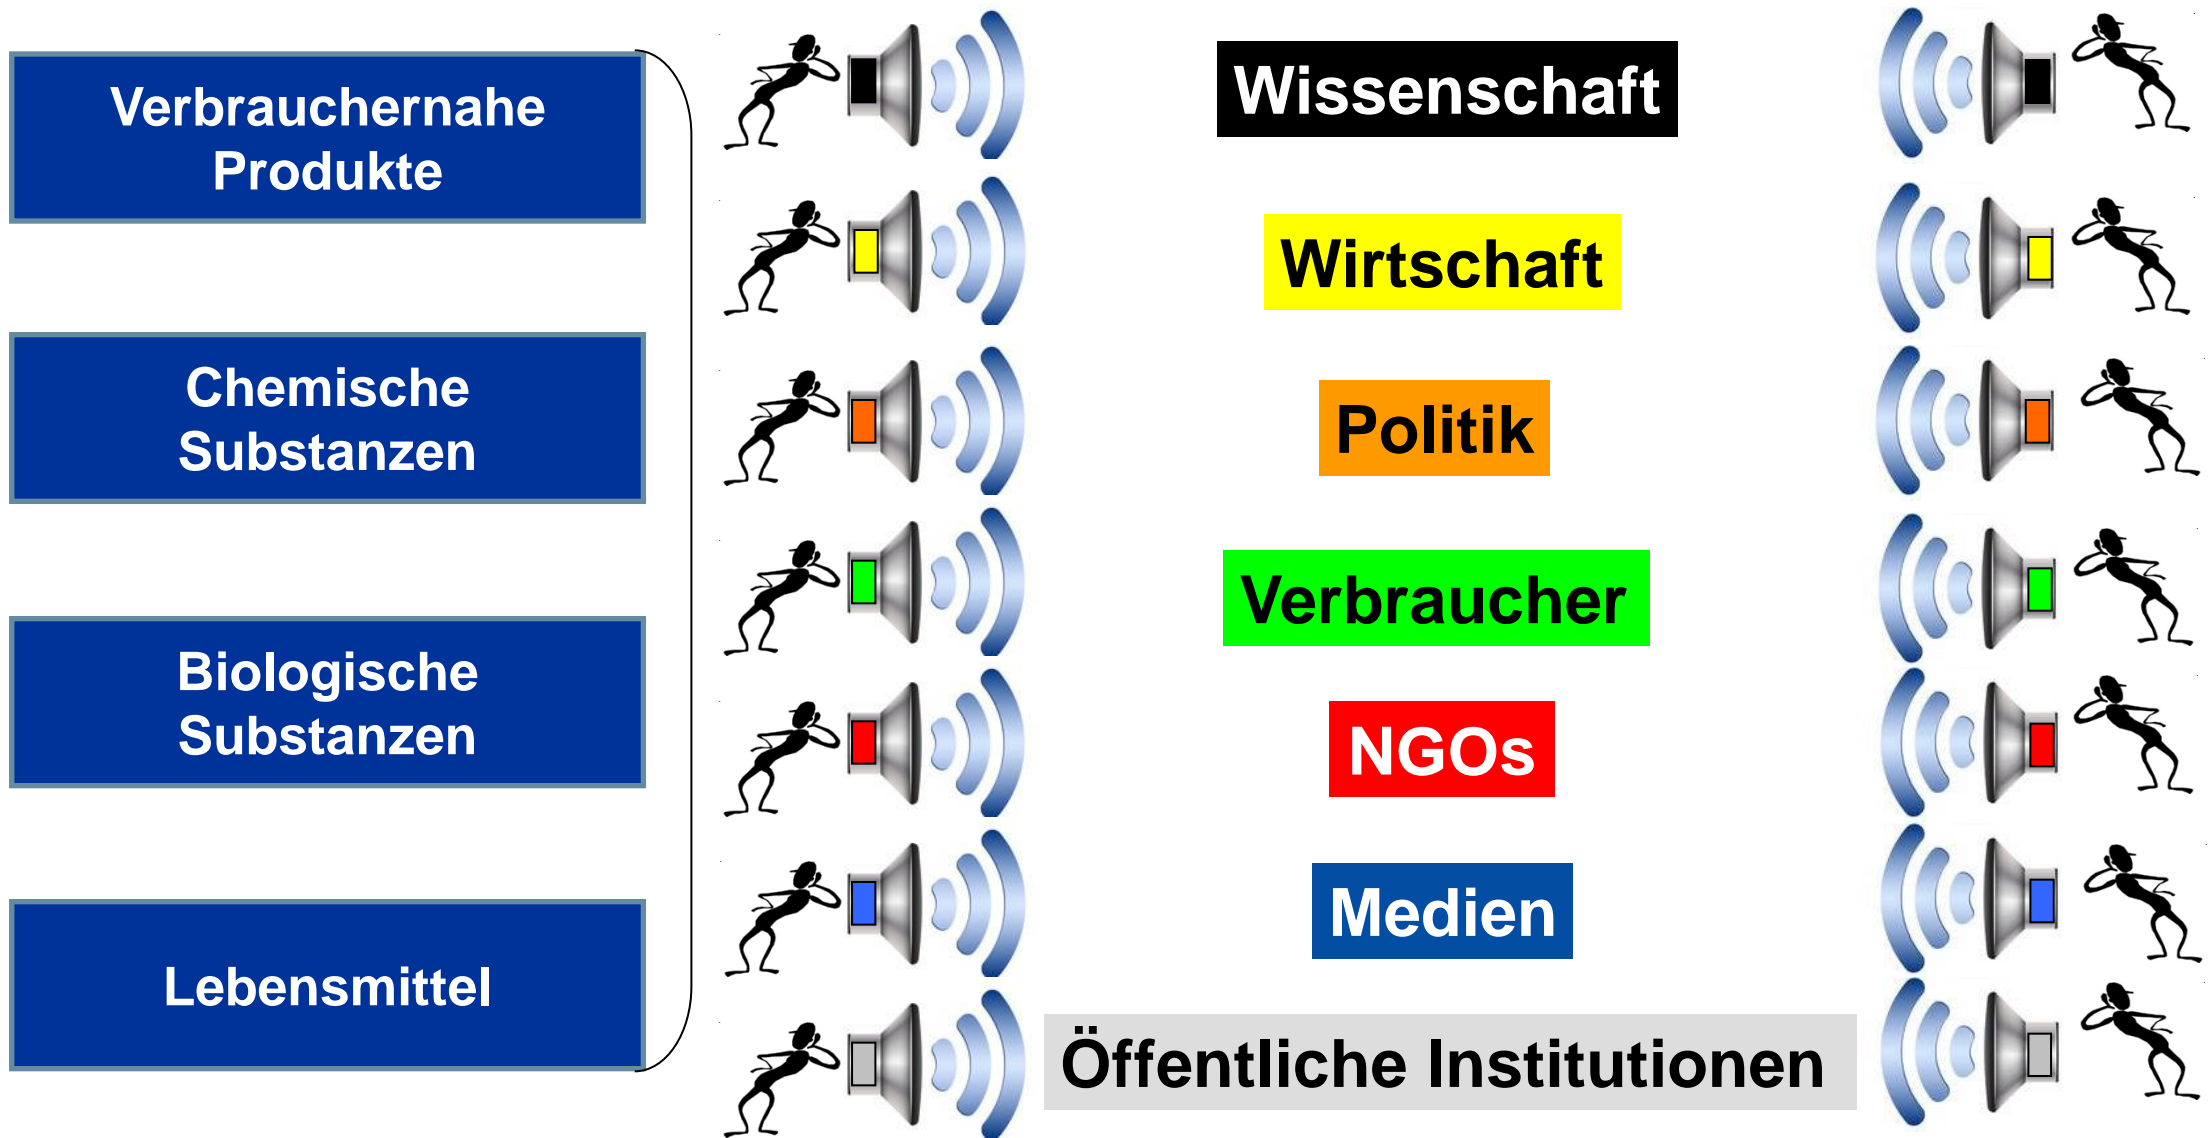 Verbrauchernahe
Produkte
Chemische
Substanzen
Biologische
Substanzen
Lebensmittel
Wissenschaft
Wirtschaft
Politik
Verbraucher
NGOs
Medien
Öffentliche Institutionen